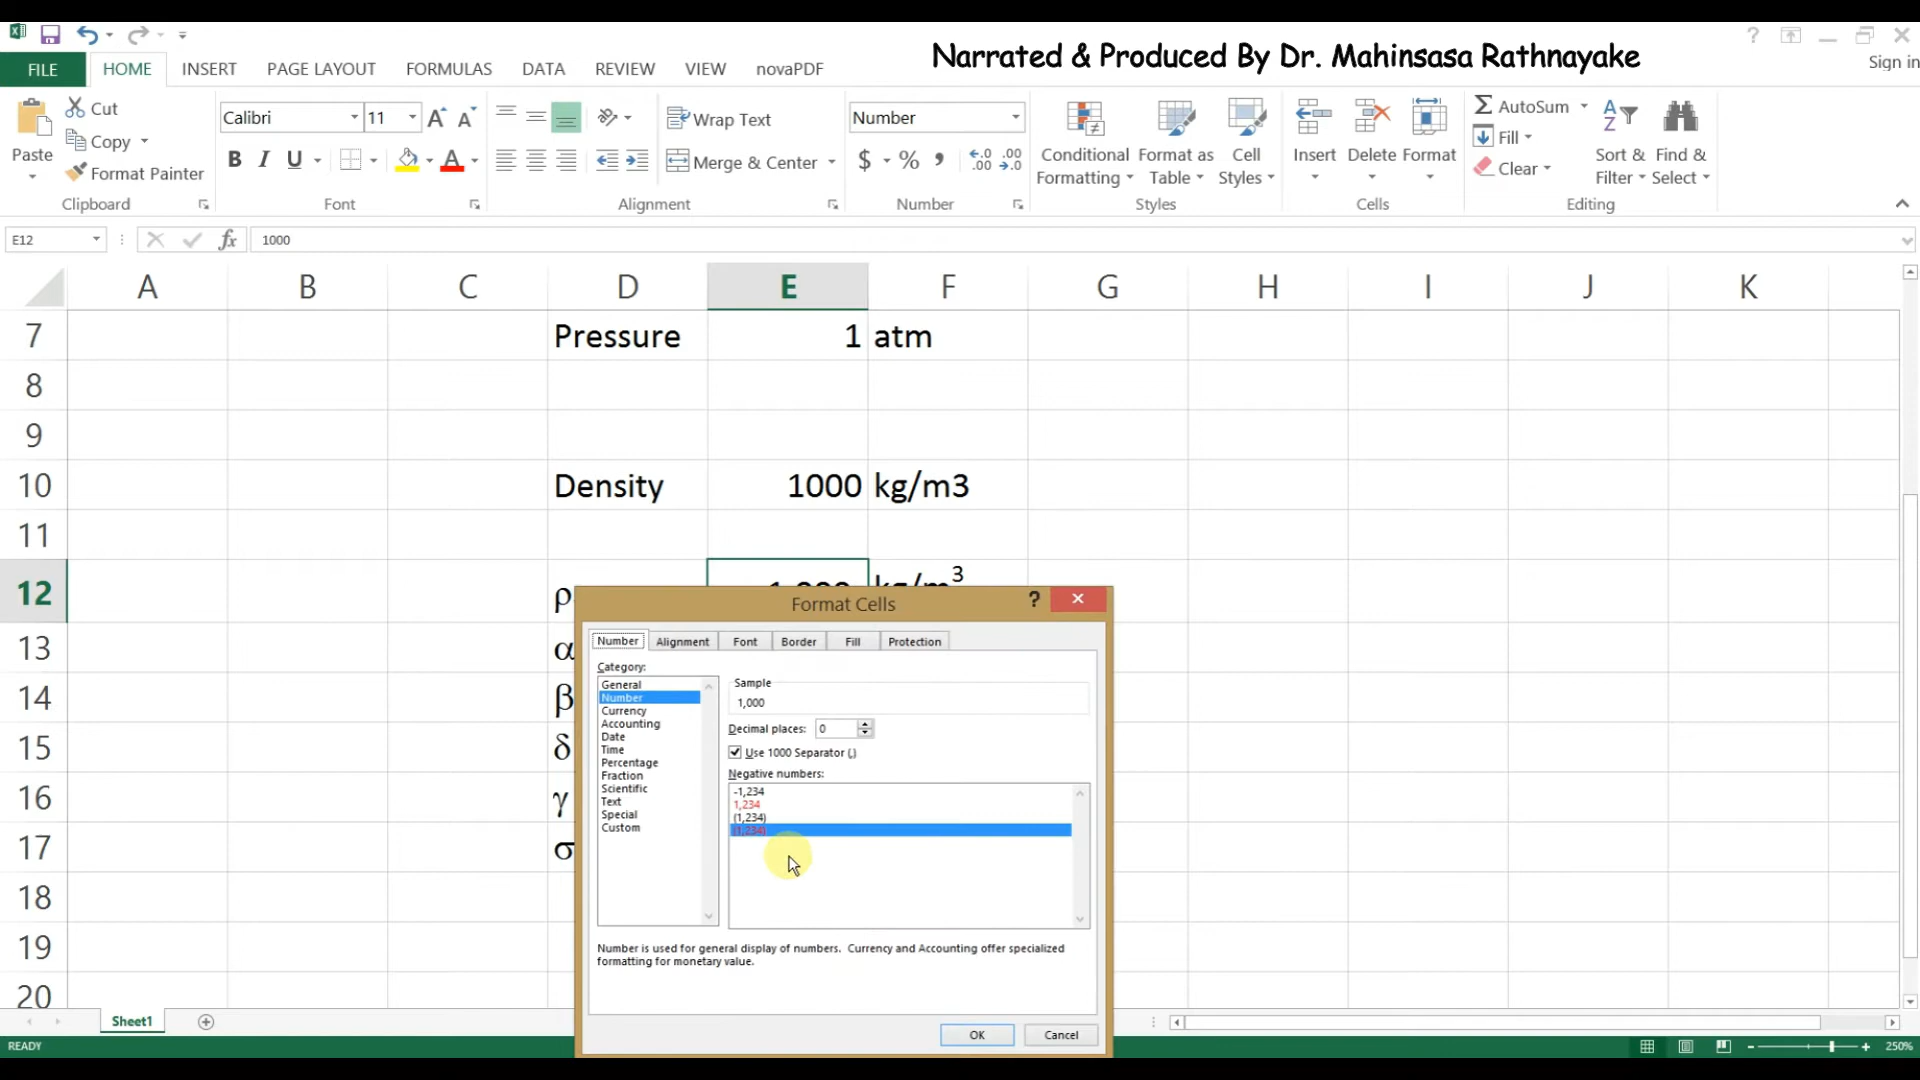 Narrated & Produced By Dr. Mahinsasa Rathnayake
Sign in
FILE HOME INSERT PAGE LAYOUT FORMULAS DATA REVIEW VIEW novaPDF
Paste
Cut
Copy
Format Painter
Clipboard
Calibri 11
B I U
Font
Wrap Text
Merge & Center
Alignment
Number
$ % ,
Number
Conditional Formatting
Format as Table
Cell Styles
Styles
Insert Delete Format
Cells
AutoSum
Fill
Clear
Sort & Filter
Find & Select
Editing
E12 fx 1000
A B C D E F G H I J K
7 Pressure 1 atm
8
9
10 Density 1000 kg/m3
11
12 ρ 1,000 kg/m3
13 α
14 β
15 δ
16 γ
17 σ
18
19
20
Format Cells ?
Number Alignment Font Border Fill Protection
Category:
General
Number
Currency
Accounting
Date
Time
Percentage
Fraction
Scientific
Text
Special
Custom
Sample
1,000
Decimal places: 0
Use 1000 Separator (,)
Negative numbers:
-1,234
1,234
(1,234)
(1,234)
Number is used for general display of numbers. Currency and Accounting offer specialized
formatting for monetary value.
OK Cancel
Sheet1
READY
250%